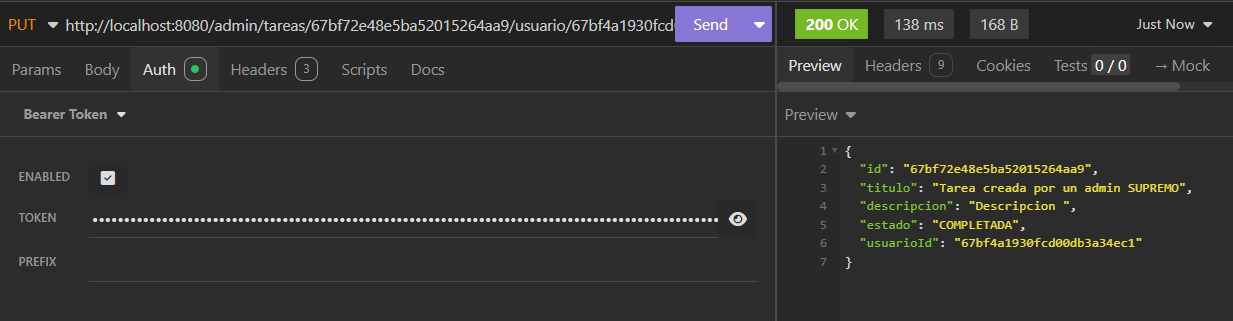 PUT http://localhost:8080/admin/tareas/67bf72e48e5ba52015264aa9/usuario/67bf4a1930fcd Send
200 OK 138 ms 168 B Just Now
Params Body Auth Headers 3 Scripts Docs
Preview Headers 9 Cookies Tests 0 / 0 → Mock
Bearer Token
Preview
ENABLED
TOKEN
PREFIX
1 {
2 "id": "67bf72e48e5ba52015264aa9",
3 "titulo": "Tarea creada por un admin SUPREMO",
4 "descripcion": "Descripcion ",
5 "estado": "COMPLETADA",
6 "usuarioId": "67bf4a1930fcd00db3a34ec1"
7 }